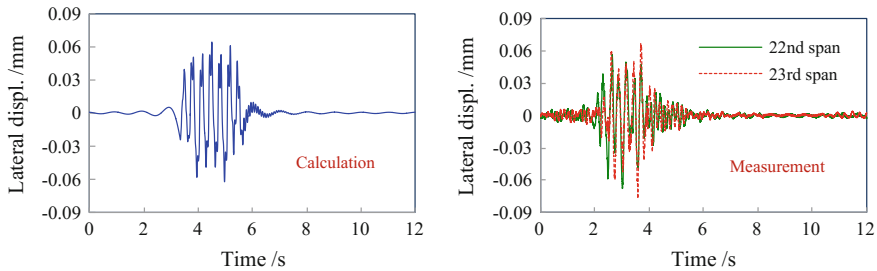 Lateral displ. /mm
0.09
0.06
0.03
0
-0.03
-0.06
-0.09
Calculation
0 2 4 6 8 10 12
Time /s
Lateral displ. /mm
0.09
0.06
0.03
0
-0.03
-0.06
-0.09
22nd span
23rd span
Measurement
0 2 4 6 8 10 12
Time /s